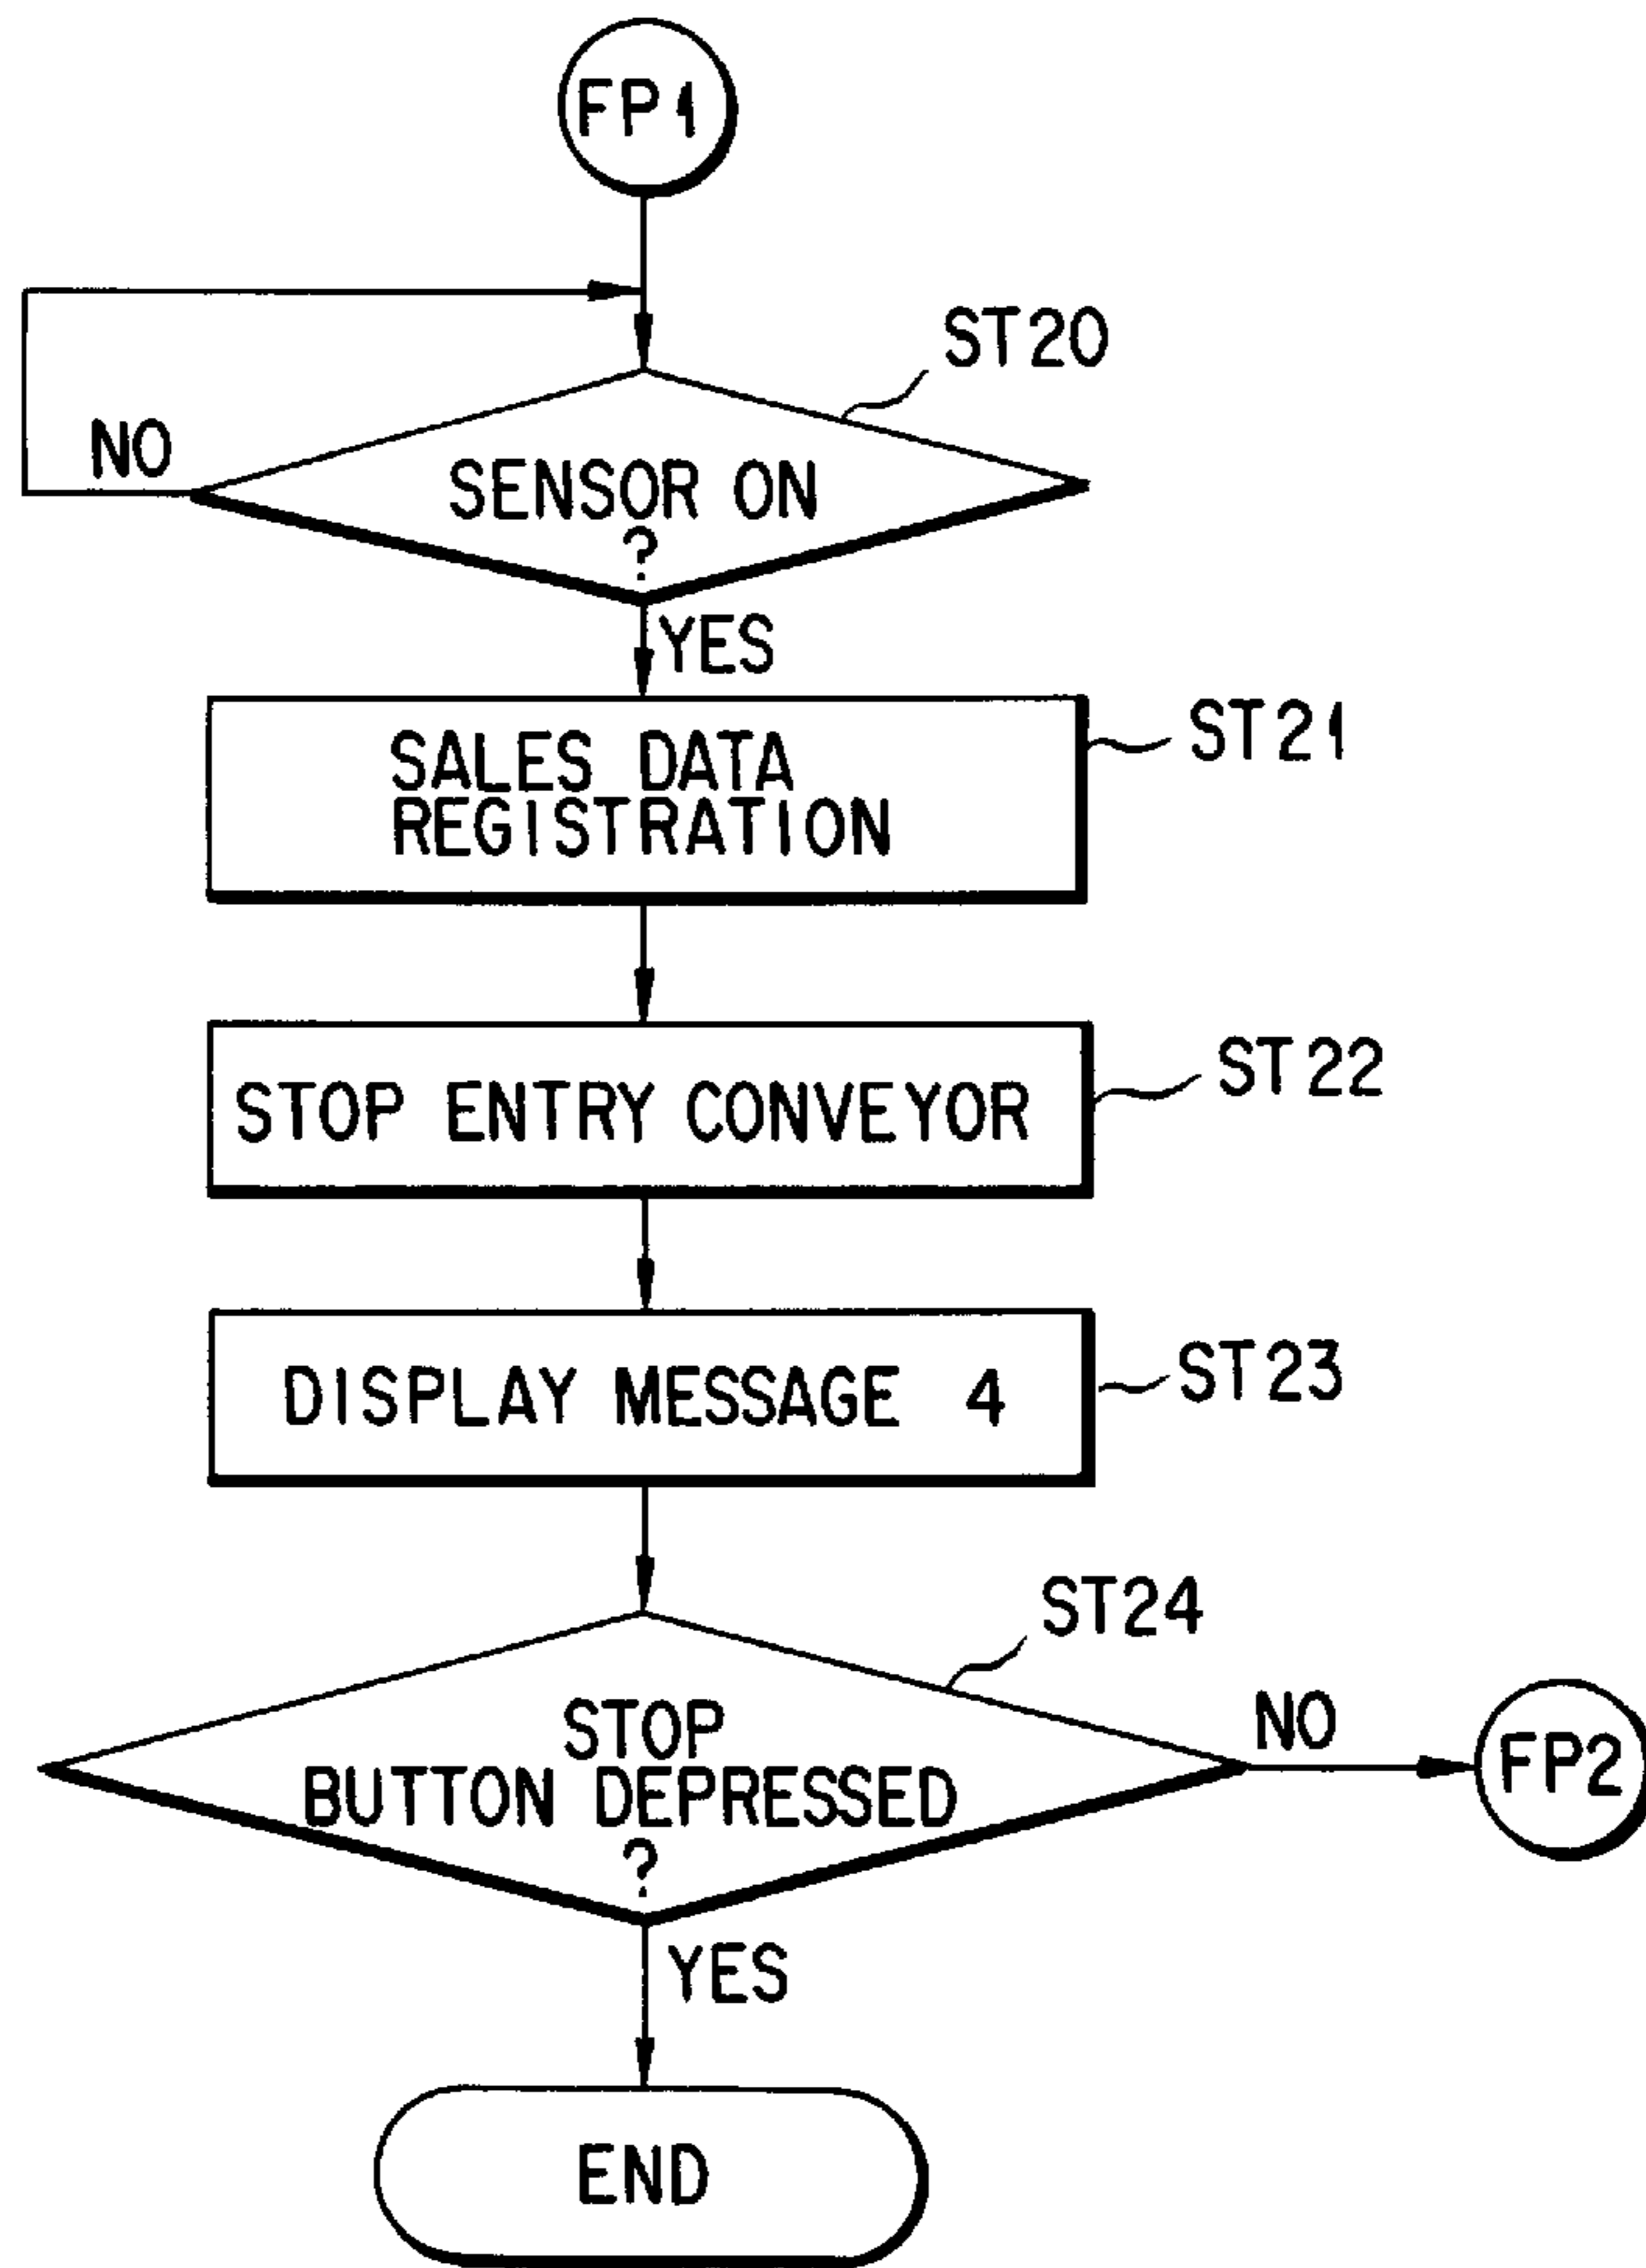 FP1
ST20
NO
SENSOR ON
?
YES
SALES DATA
REGISTRATION
ST21
STOP ENTRY CONVEYOR
ST22
DISPLAY MESSAGE 4
ST23
ST24
STOP
BUTTON DEPRESSED
?
NO
FP2
YES
END